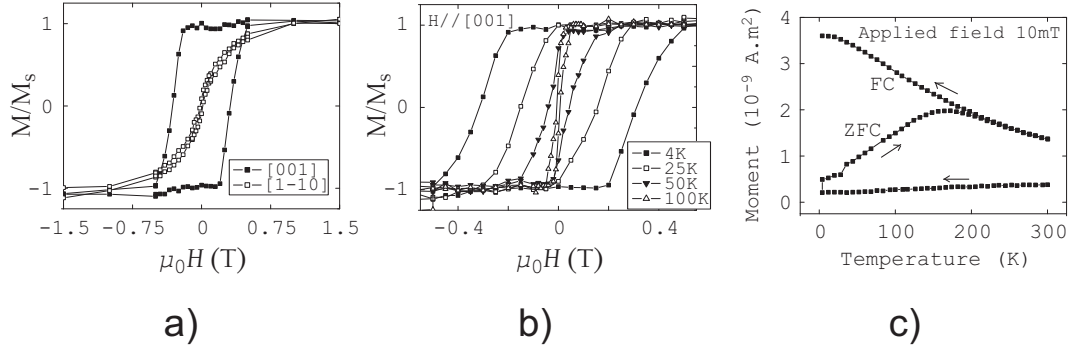 M/Ms
1
0
-1
[001]
[1-10]
-1.5
-0.75
0
0.75
1.5
μ0H (T)
a)
M/Ms
H//[001]
1
0
-1
4K
25K
50K
100K
-0.4
0
0.4
μ0H (T)
b)
Moment (10⁻⁹ A.m²)
Applied field 10mT
4
3
2
1
0
FC
ZFC
0
100
200
300
Temperature (K)
c)